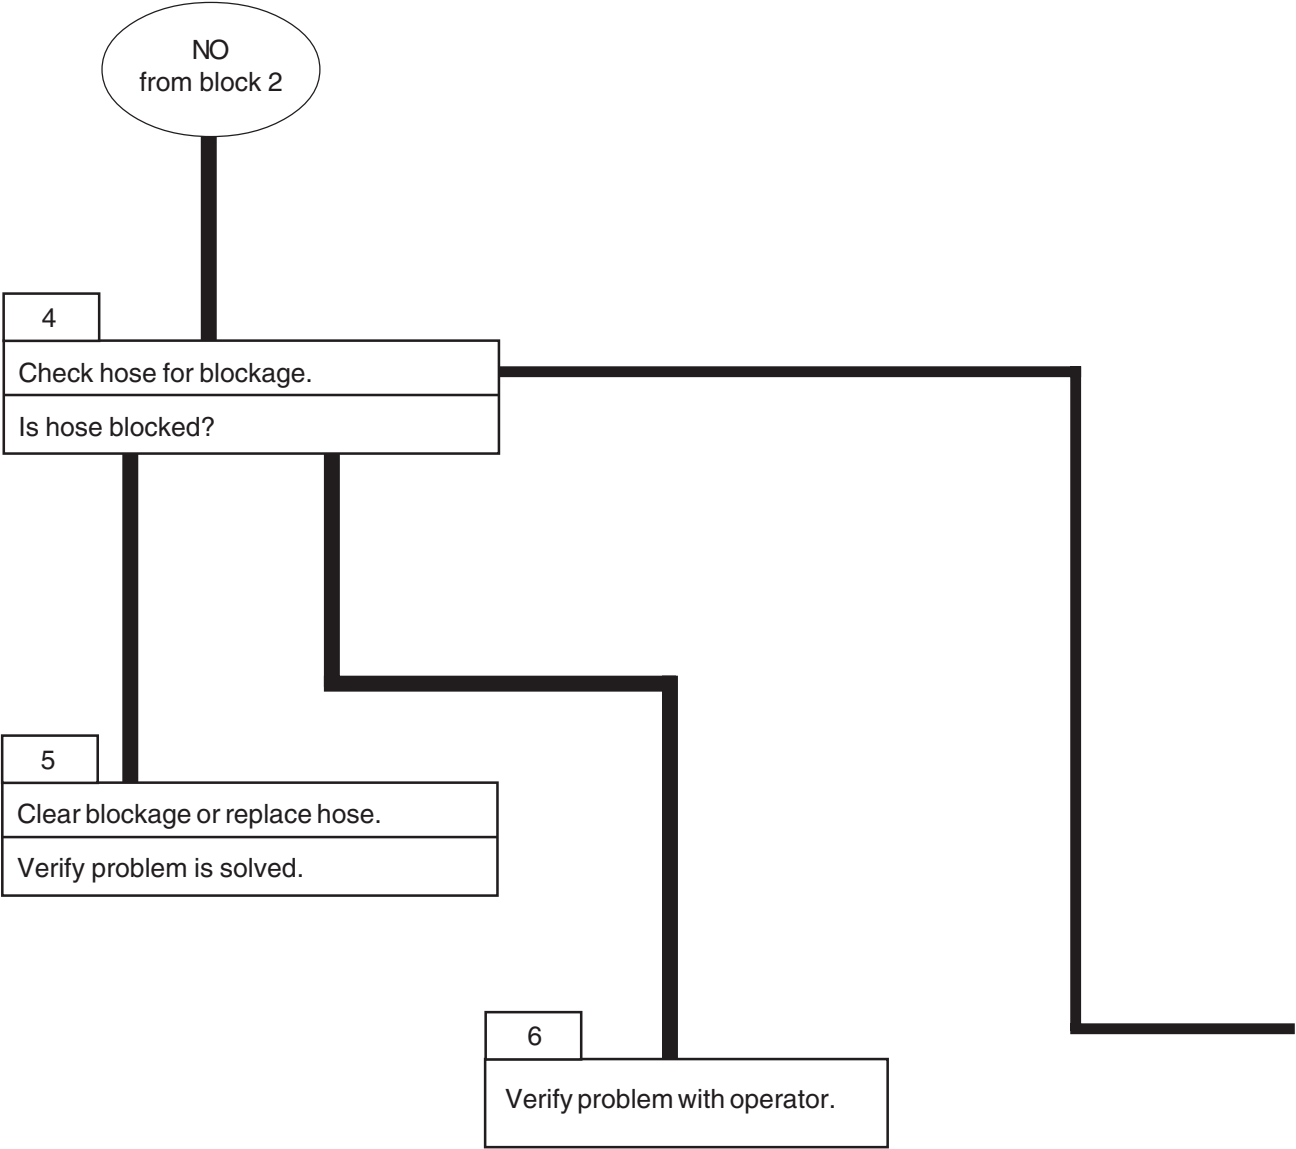 NO
from block 2
4
Check hose for blockage.
Is hose blocked?
5
Clear blockage or replace hose.
Verify problem is solved.
6
Verify problem with operator.